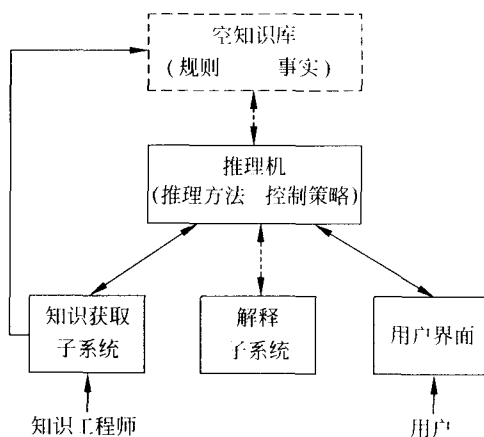 空知识库
(规则 事实)
推理机
(推理方法 控制策略)
知识获取
子系统
解释
子系统
用户界面
知识工程师
用户